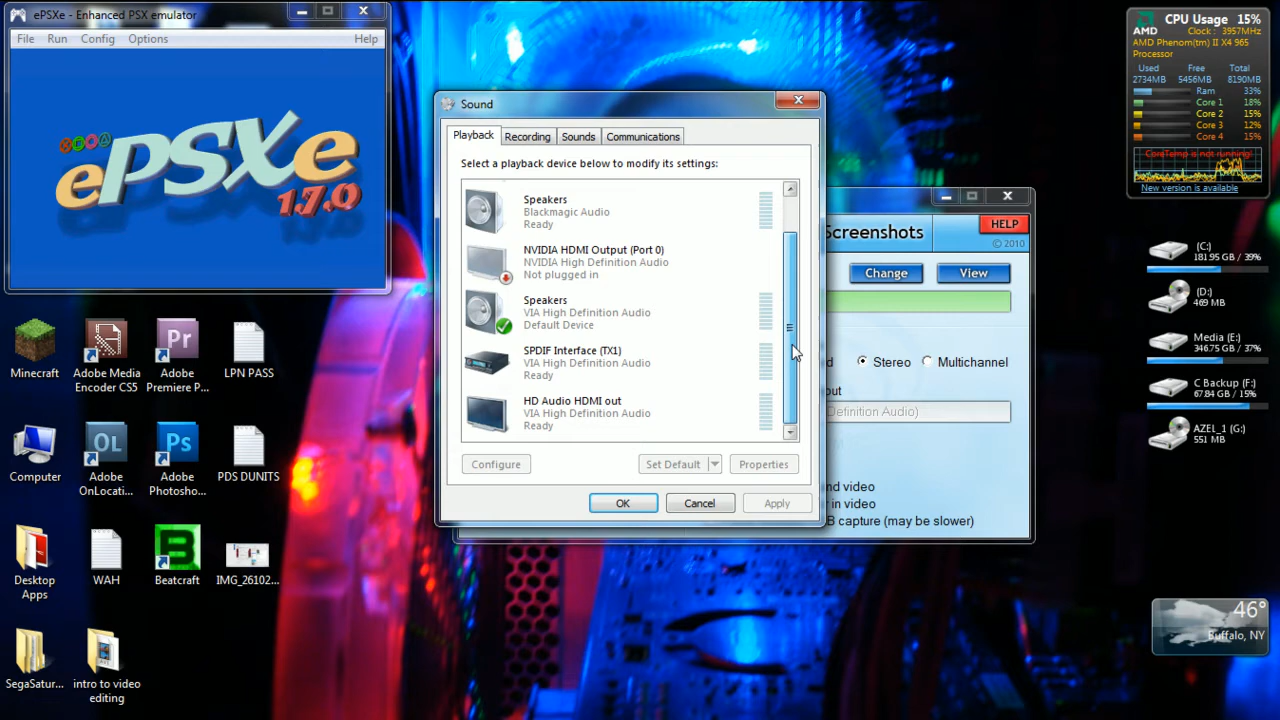 ePSXe - Enhanced PSX emulator
File Run Config Options Help
ePSXe
1.7.0
Sound
Playback Recording Sounds Communications
Select a playback device below to modify its settings:
Speakers
Blackmagic Audio
Ready
NVIDIA HDMI Output (Port 0)
NVIDIA High Definition Audio
Not plugged in
Speakers
VIA High Definition Audio
Default Device
SPDIF Interface (TX1)
VIA High Definition Audio
Ready
HD Audio HDMI out
VIA High Definition Audio
Ready
Configure Set Default Properties
OK Cancel Apply
Screenshots HELP
© 2010
Change View
d Stereo Multichannel
out
Definition Audio)
nd video
r in video
B capture (may be slower)
AMD
CPU Usage 15%
Clock : 3957MHz
AMD Phenom(tm) II X4 965
Processor
Used Free Total
2734MB 5456MB 8190MB
Ram 33%
Core 1 18%
Core 2 15%
Core 3 12%
Core 4 15%
CoreTemp is not running!
New version is available
(C:)
181.95 GB / 39%
(D:)
469 MB
Media (E:)
346.75 GB / 37%
C Backup (F:)
67.84 GB / 15%
AZEL_1 (G:)
551 MB
46°
Buffalo, NY
Minecraft
Adobe Media
Encoder CS5
Adobe
Premiere P...
LPN PASS
Computer
OL
Adobe
OnLocati...
Ps
Adobe
Photosho...
PDS DUNITS
Pr
Desktop
Apps
WAH
B
Beatcraft
IMG_26102...
SegaSatur...
intro to video
editing